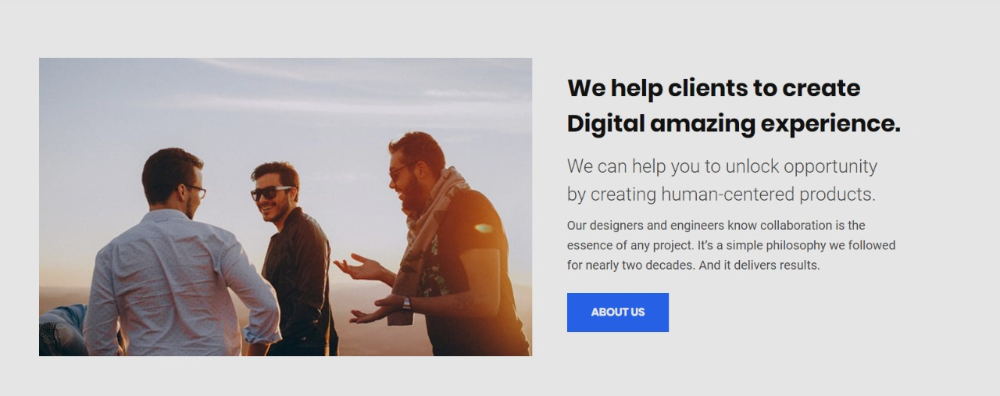 We help clients to create
Digital amazing experience.
We can help you to unlock opportunity
by creating human-centered products.
Our designers and engineers know collaboration is the
essence of any project. It’s a simple philosophy we followed
for nearly two decades. And it delivers results.
ABOUT US